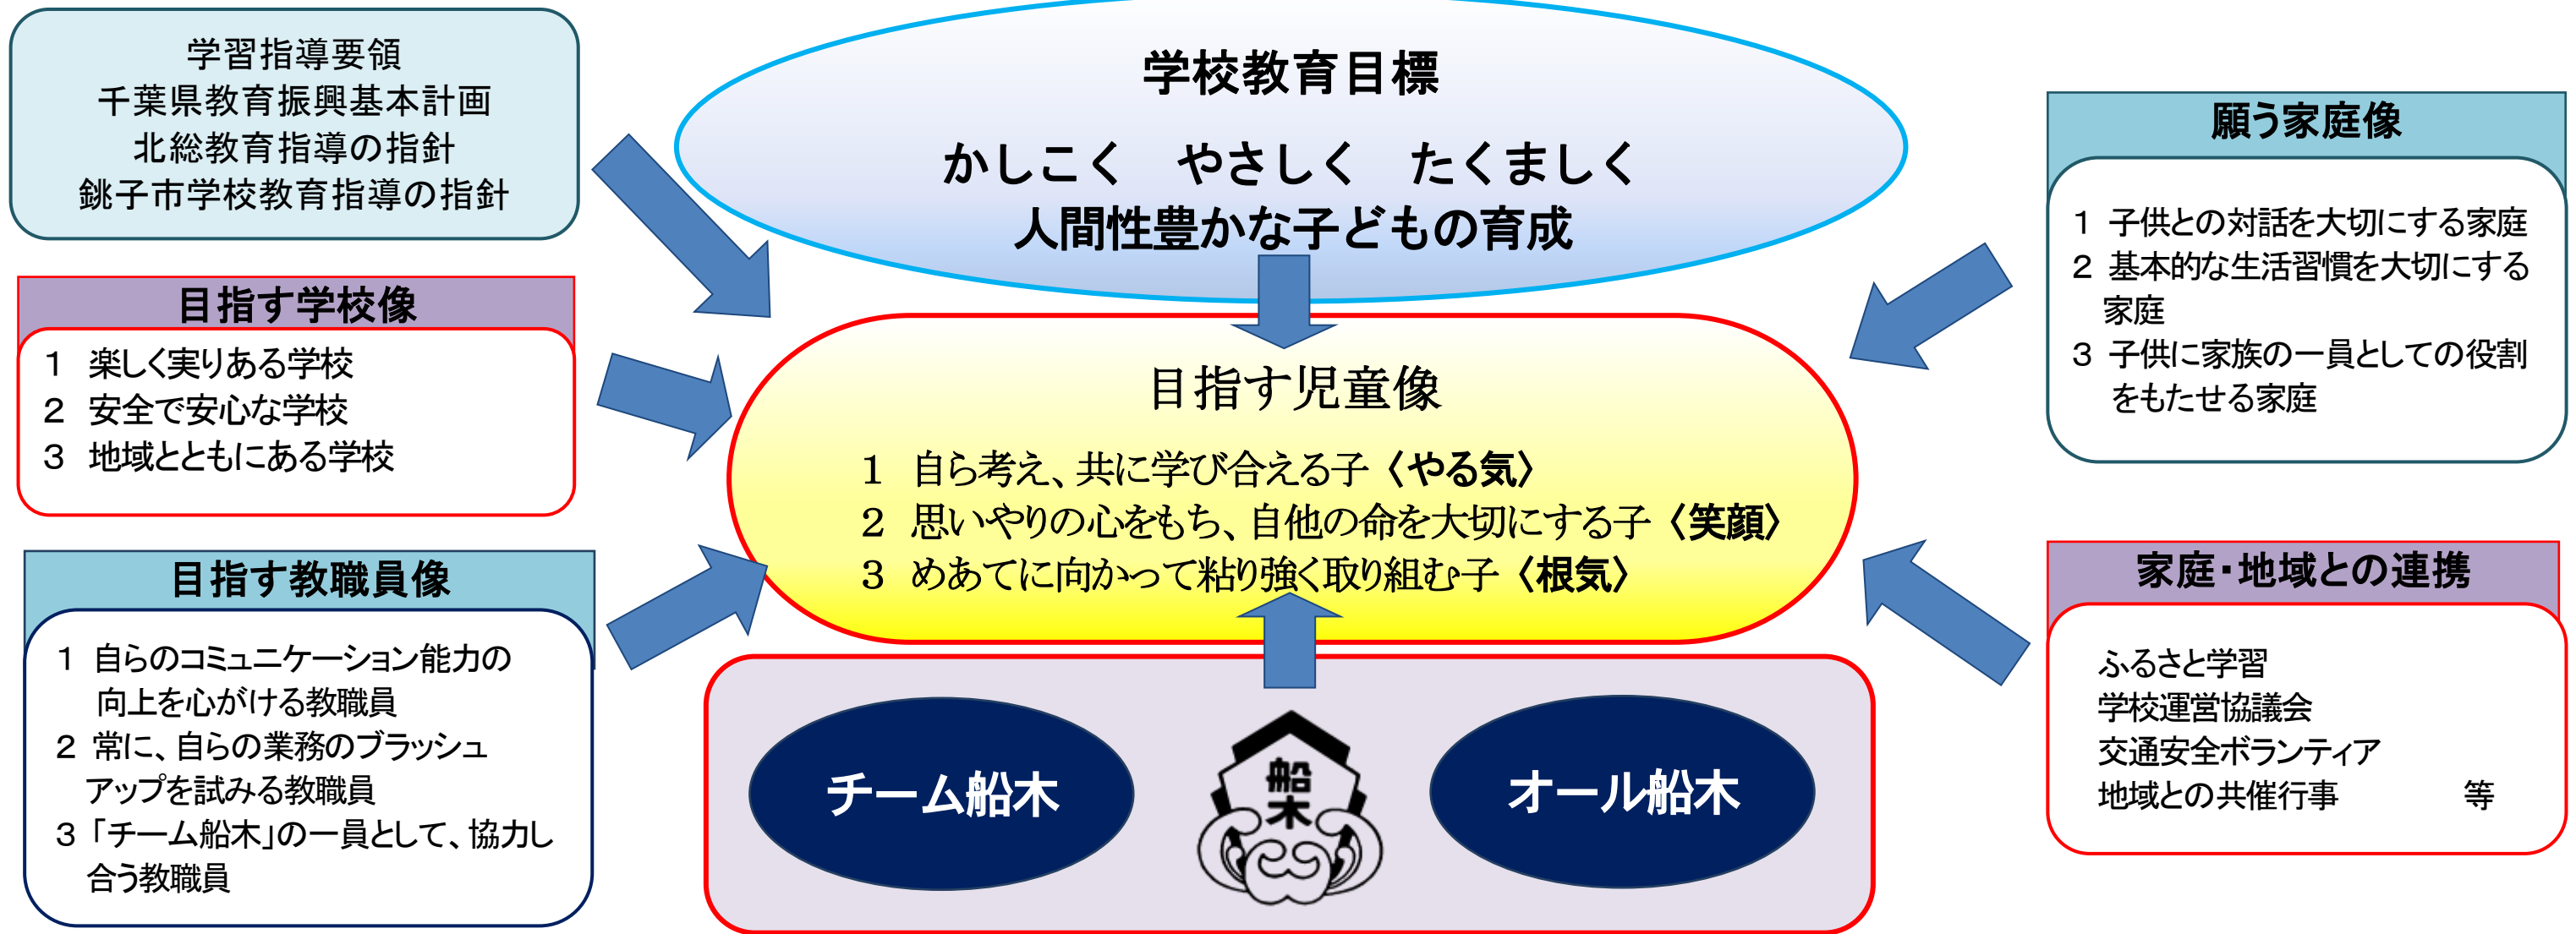 学習指導要領
千葉県教育振興基本計画
北総教育指導の指針
銚子市学校教育指導の指針
学校教育目標
かしこく　やさしく　たくましく
人間性豊かな子どもの育成
願う家庭像
1 子供との対話を大切にする家庭
2 基本的な生活習慣を大切にする
家庭
3 子供に家族の一員としての役割
をもたせる家庭
目指す学校像
1 楽しく実りある学校
2 安全で安心な学校
3 地域とともにある学校
目指す児童像
1 自ら考え、共に学び合える子〈やる気〉
2 思いやりの心をもち、自他の命を大切にする子〈笑顔〉
3 めあてに向かって粘り強く取り組む子〈根気〉
目指す教職員像
1 自らのコミュニケーション能力の
向上を心がける教職員
2 常に、自らの業務のブラッシュ
アップを試みる教職員
3 「チーム船木」の一員として、協力し
合う教職員
家庭・地域との連携
ふるさと学習
学校運営協議会
交通安全ボランティア
地域との共催行事　　　等
チーム船木
船木
オール船木